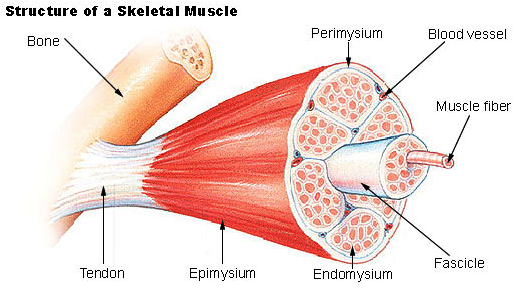 Structure of a Skeletal Muscle
Perimysium
Blood vessel
Bone
Muscle fiber
Fascicle
Tendon
Epimysium
Endomysium